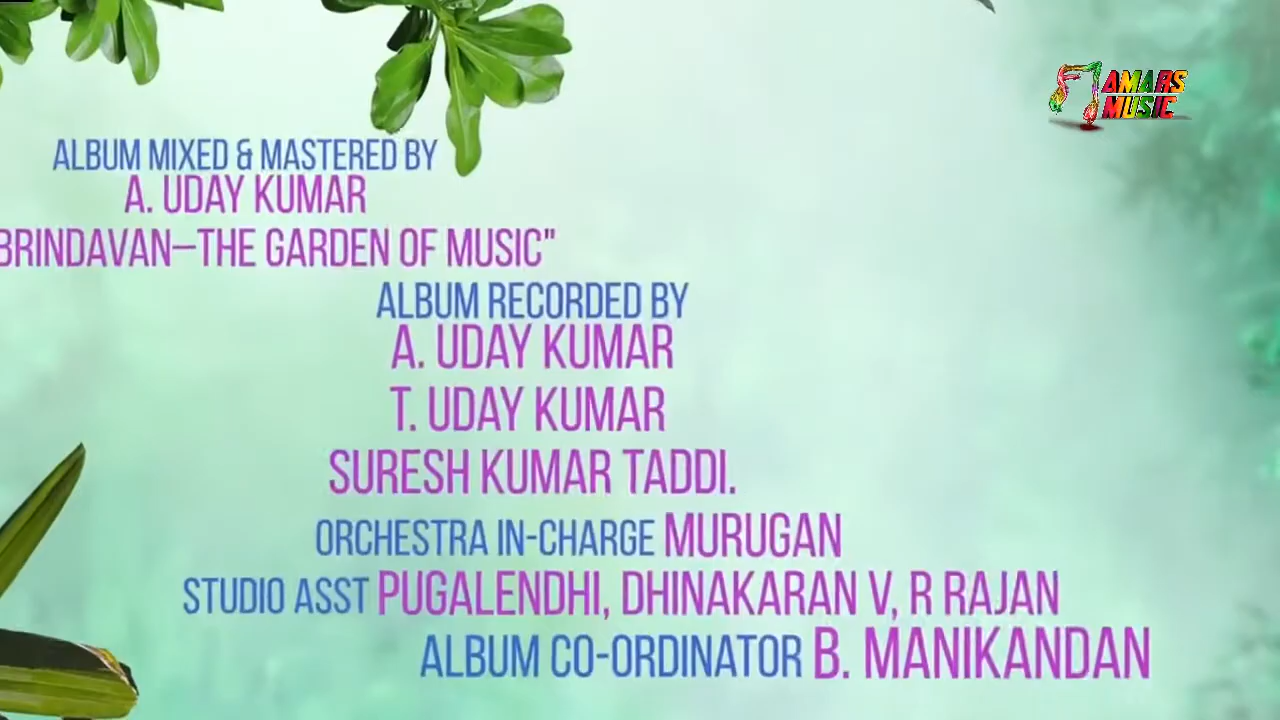 AMARS
MUSIC
ALBUM MIXED & MASTERED BY
A. UDAY KUMAR
BRINDAVAN–THE GARDEN OF MUSIC"
ALBUM RECORDED BY
A. UDAY KUMAR
T. UDAY KUMAR
SURESH KUMAR TADDI.
ORCHESTRA IN-CHARGE MURUGAN
STUDIO ASST PUGALENDHI, DHINAKARAN V, R RAJAN
ALBUM CO-ORDINATOR B. MANIKANDAN